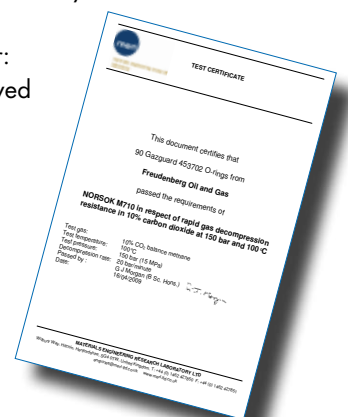 r:
ved
merl
TEST CERTIFICATE
This document certifies that
90 Gazguard 453702 O-rings from
Freudenberg Oil and Gas
passed the requirements of
NORSOK M710 in respect of rapid gas decompression
resistance in 10% carbon dioxide at 150 bar and 100°C
Test gas: 10% CO₂ balance methane
Test temperature: 100°C
Test pressure: 150 bar (15 MPa)
Decompression rate: 20 bar/minute
Passed by : G J Morgan (B Sc. Hons.)
Date: 16/04/2009
MATERIALS ENGINEERING RESEARCH LABORATORY LTD